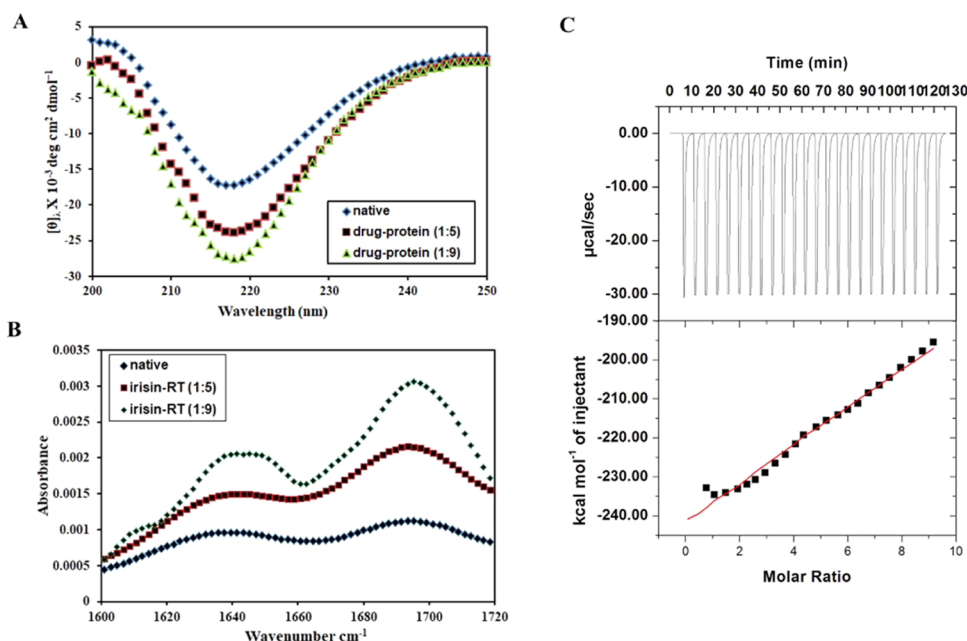 A
[θ]λ X 10⁻³ deg cm² dmol⁻¹
5
0
-5
-10
-15
-20
-25
-30
200 210 220 230 240 250
Wavelength (nm)
native
drug-protein (1:5)
drug-protein (1:9)
B
Absorbance
0.0035
0.003
0.0025
0.002
0.0015
0.001
0.0005
0
1600 1620 1640 1660 1680 1700 1720
Wavenumber cm⁻¹
native
irisin-RT (1:5)
irisin-RT (1:9)
C
Time (min)
0 10 20 30 40 50 60 70 80 90 100 110 120 130
µcal/sec
0.00
-10.00
-20.00
-30.00
-190.00
kcal mol⁻¹ of injectant
-200.00
-210.00
-220.00
-230.00
-240.00
0 2 4 6 8 10
Molar Ratio